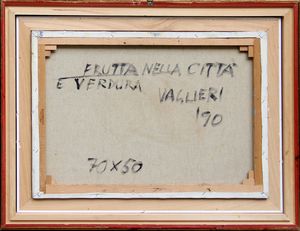 FRUTTA NELLA CITTA'
E VERDURA VAGLIERI
'90
70X50